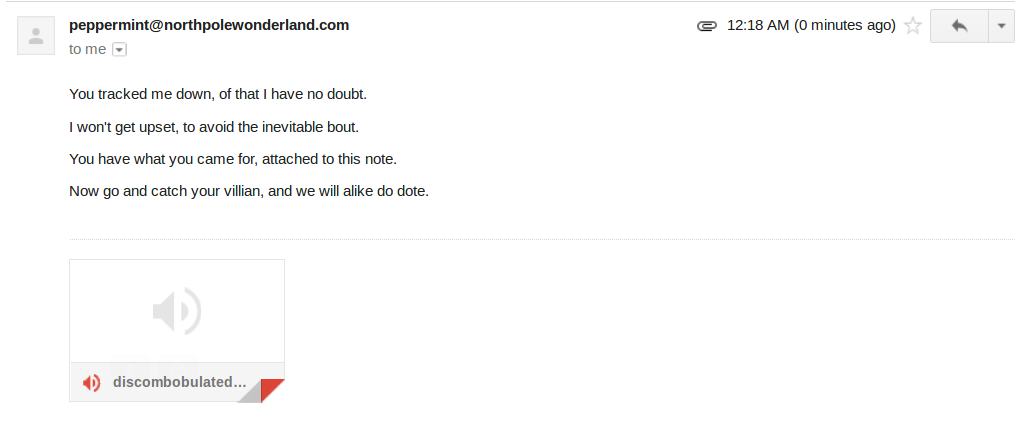 peppermint@northpolewonderland.com 12:18 AM (0 minutes ago)
to me
You tracked me down, of that I have no doubt.
I won't get upset, to avoid the inevitable bout.
You have what you came for, attached to this note.
Now go and catch your villian, and we will alike do dote.
discombobulated...